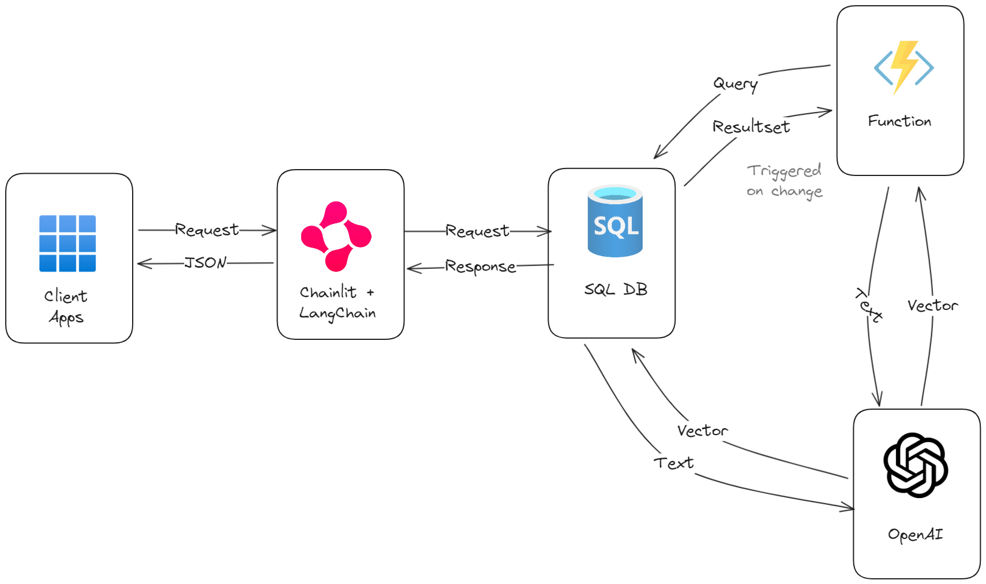 Query
Resultset
Function
Triggered
on change
Request
JSON
Client
Apps
Chainlit +
LangChain
Request
Response
SQL
SQL DB
Text
Vector
Vector
Text
OpenAI